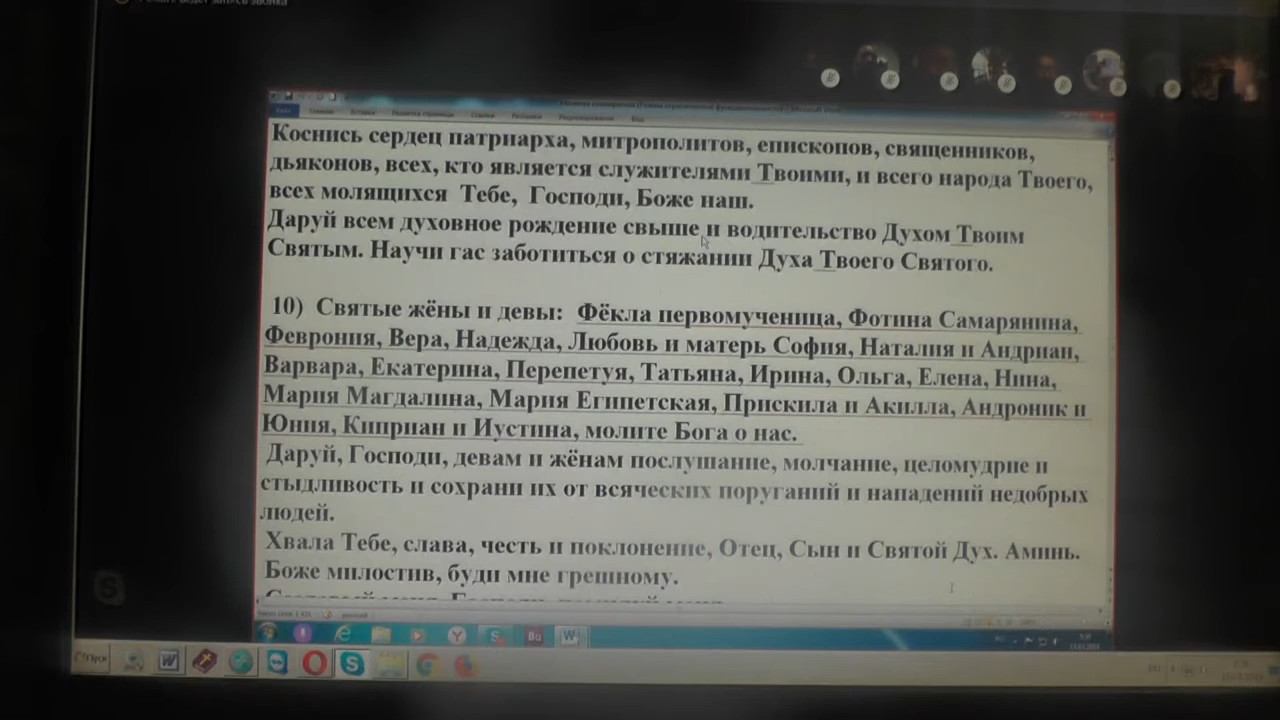 Коснись сердец патриарха, митрополитов, епископов, священников,
дьяконов, всех, кто является служителями Твоими, и всего народа Твоего,
всех молящихся Тебе, Господи, Боже наш.
Даруй всем духовное рождение свыше и водительство Духом Твоим
Святым. Научи гас заботиться о стяжании Духа Твоего Святого.
10) Святые жёны и девы: Фёкла первомученица, Фотина Самарянина,
Феврония, Вера, Надежда, Любовь и матерь София, Наталия и Андриан,
Варвара, Екатерина, Перепетуя, Татьяна, Ирина, Ольга, Елена, Нина,
Мария Магдалина, Мария Египетская, Прискила и Акилла, Андроник и
Юния, Киприан и Иустина, молите Бога о нас.
Даруй, Господи, девам и жёнам послушание, молчание, целомудрие и
стыдливость и сохрани их от всяческих поруганий и нападений недобрых
людей.
Хвала Тебе, слава, честь и поклонение, Отец, Сын и Святой Дух. Аминь.
Боже милостив, буди мне грешному.
Bq
Пуск